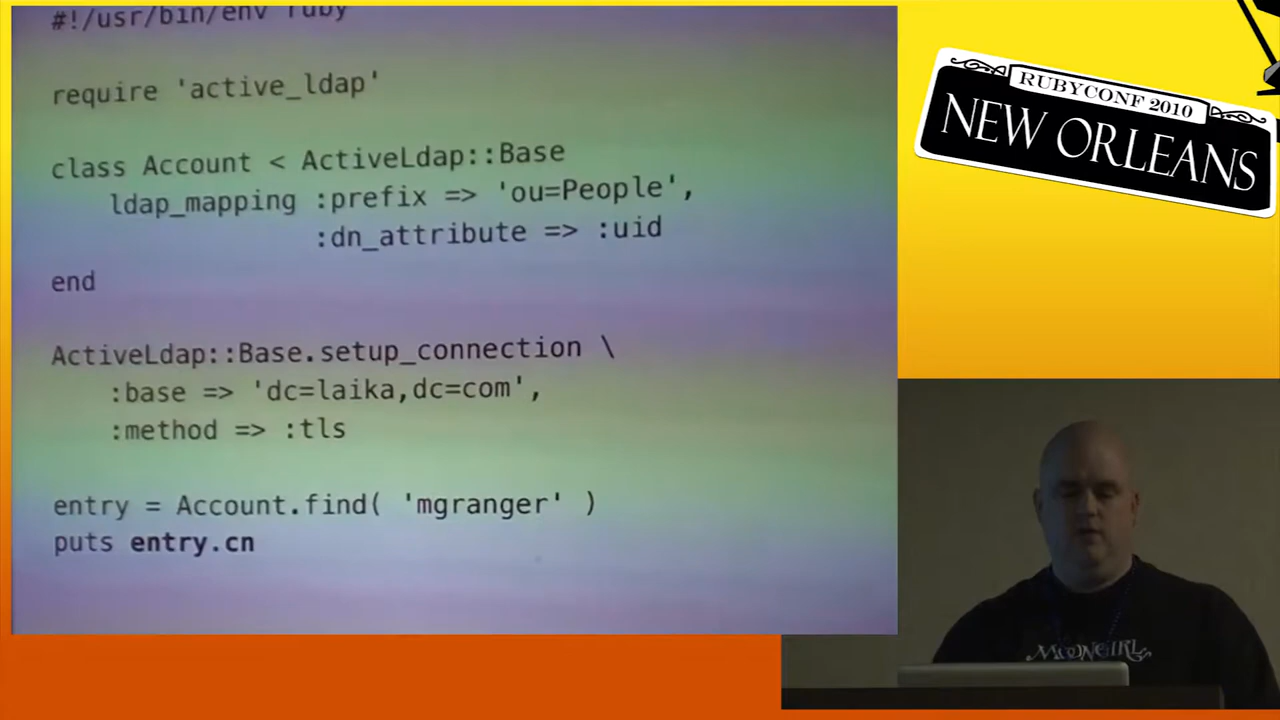 #!/usr/bin/env ruby
require 'active_ldap'
class Account < ActiveLdap::Base
ldap_mapping :prefix => 'ou=People',
:dn_attribute => :uid
end
ActiveLdap::Base.setup_connection \
:base => 'dc=laika,dc=com',
:method => :tls
entry = Account.find( 'mgranger' )
puts entry.cn
RUBYCONF 2010
NEW ORLEANS
MOONGIRL